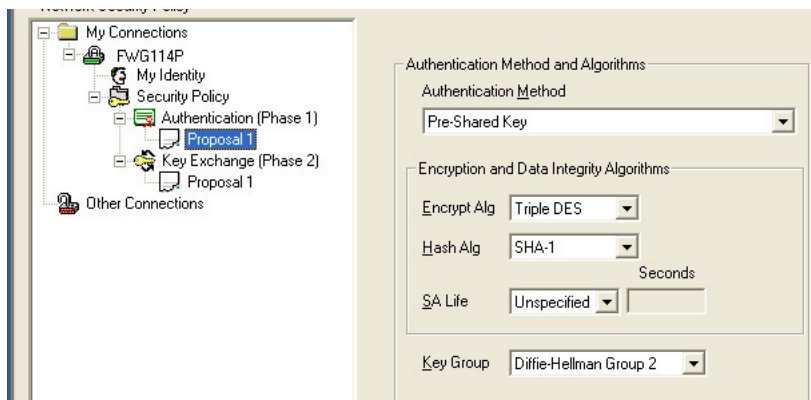 Network Security Policy
My Connections
FWG114P
My Identity
Security Policy
Authentication (Phase 1)
Proposal 1
Key Exchange (Phase 2)
Proposal 1
Other Connections
Authentication Method and Algorithms
Authentication Method
Pre-Shared Key
Encryption and Data Integrity Algorithms
Encrypt Alg Triple DES
Hash Alg SHA-1
Seconds
SA Life Unspecified
Key Group Diffie-Hellman Group 2